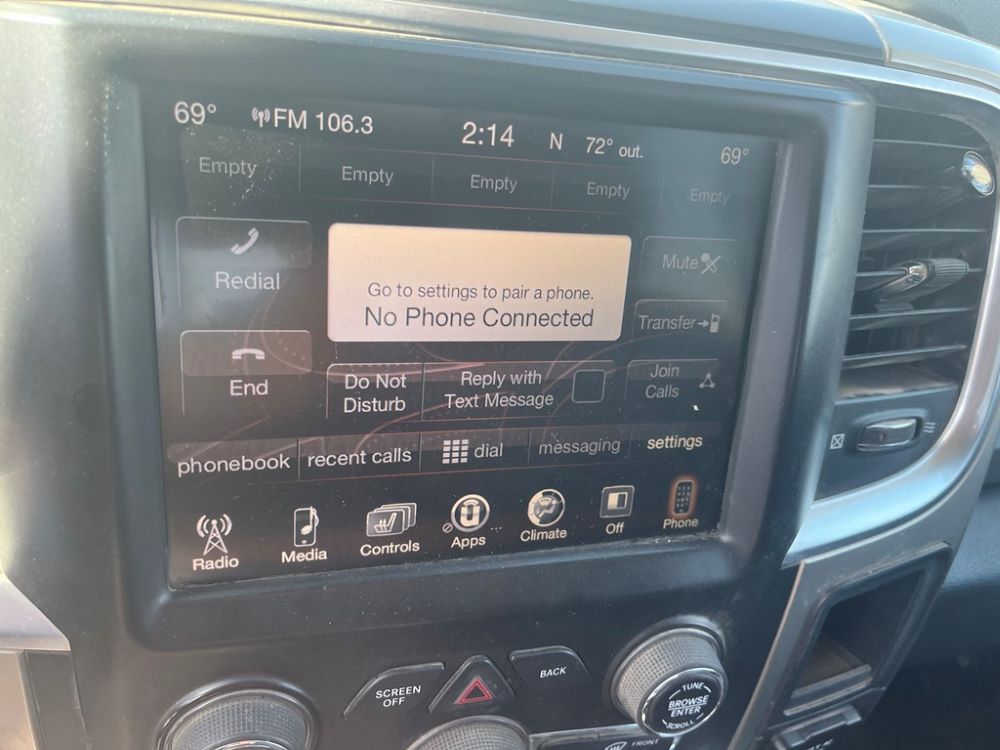 69° FM 106.3 2:14 N 72° out. 69°
Empty Empty Empty Empty Empty
Redial
Go to settings to pair a phone.
No Phone Connected
Mute
Transfer
End
Do Not
Disturb
Reply with
Text Message
Join
Calls
phonebook recent calls dial messaging settings
Radio Media Controls Apps Climate Off Phone
SCREEN
OFF
BACK
TUNE
BROWSE
ENTER
SCROLL
FRONT